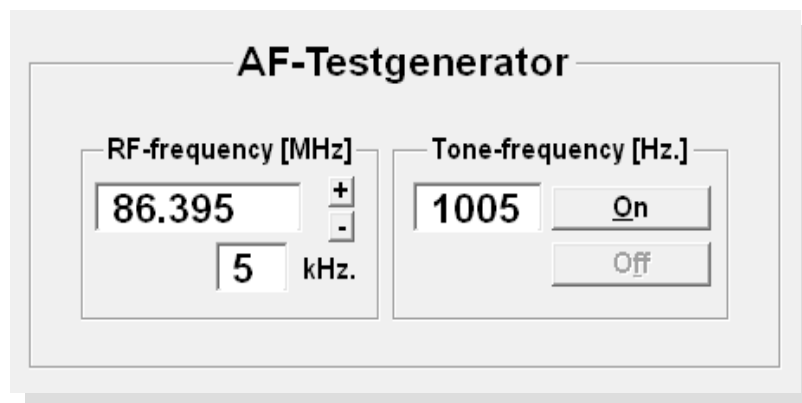 AF-Testgenerator
RF-frequency [MHz]
86.395
+
-
5 kHz.
Tone-frequency [Hz.]
1005 On
Off